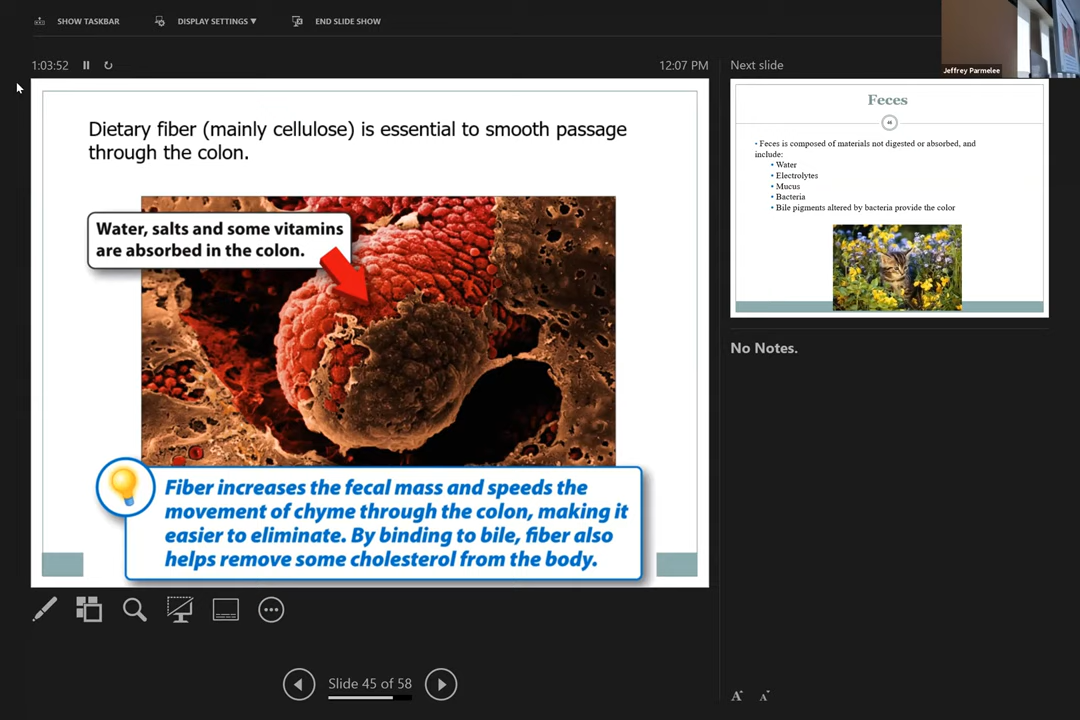 SHOW TASKBAR
DISPLAY SETTINGS ▼
END SLIDE SHOW
Jeffrey Parmelee
1:03:52
12:07 PM
Next slide
Dietary fiber (mainly cellulose) is essential to smooth passage
through the colon.
Water, salts and some vitamins
are absorbed in the colon.
Fiber increases the fecal mass and speeds the
movement of chyme through the colon, making it
easier to eliminate. By binding to bile, fiber also
helps remove some cholesterol from the body.
Feces
46
• Feces is composed of materials not digested or absorbed, and
include:
• Water
• Electrolytes
• Mucus
• Bacteria
• Bile pigments altered by bacteria provide the color
No Notes.
Slide 45 of 58
A A